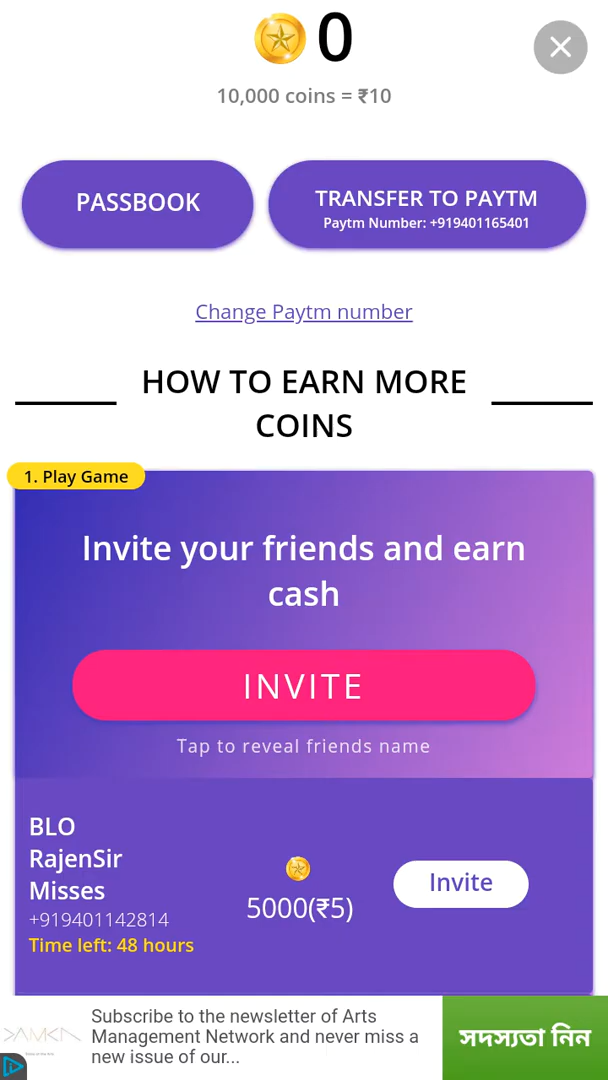 0
10,000 coins = ₹10
PASSBOOK
TRANSFER TO PAYTM
Paytm Number: +919401165401
Change Paytm number
HOW TO EARN MORE
COINS
1. Play Game
Invite your friends and earn
cash
INVITE
Tap to reveal friends name
BLO
RajenSir
Misses
+919401142814
Time left: 48 hours
5000(₹5)
Invite
Subscribe to the newsletter of Arts
Management Network and never miss a
new issue of our...
সদস্যতা নিন